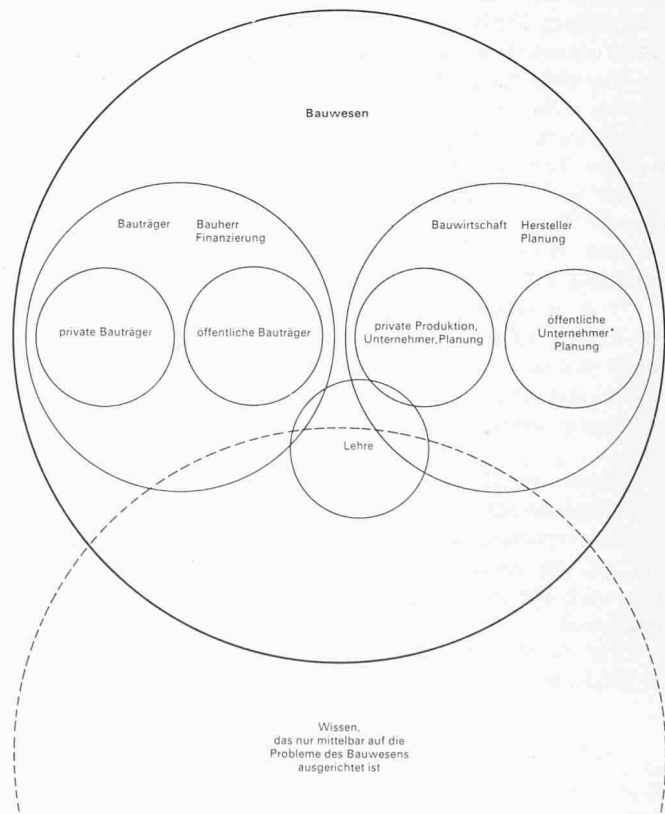 Bauwesen
Bauträger
Bauherr
Finanzierung
Bauwirtschaft
Hersteller
Planung
private Bauträger
öffentliche Bauträger
private Produktion,
Unternehmer,Planung
öffentliche
Unternehmer*
Planung
Lehre
Wissen,
das nur mittelbar auf die
Probleme des Bauwesens
ausgerichtet ist